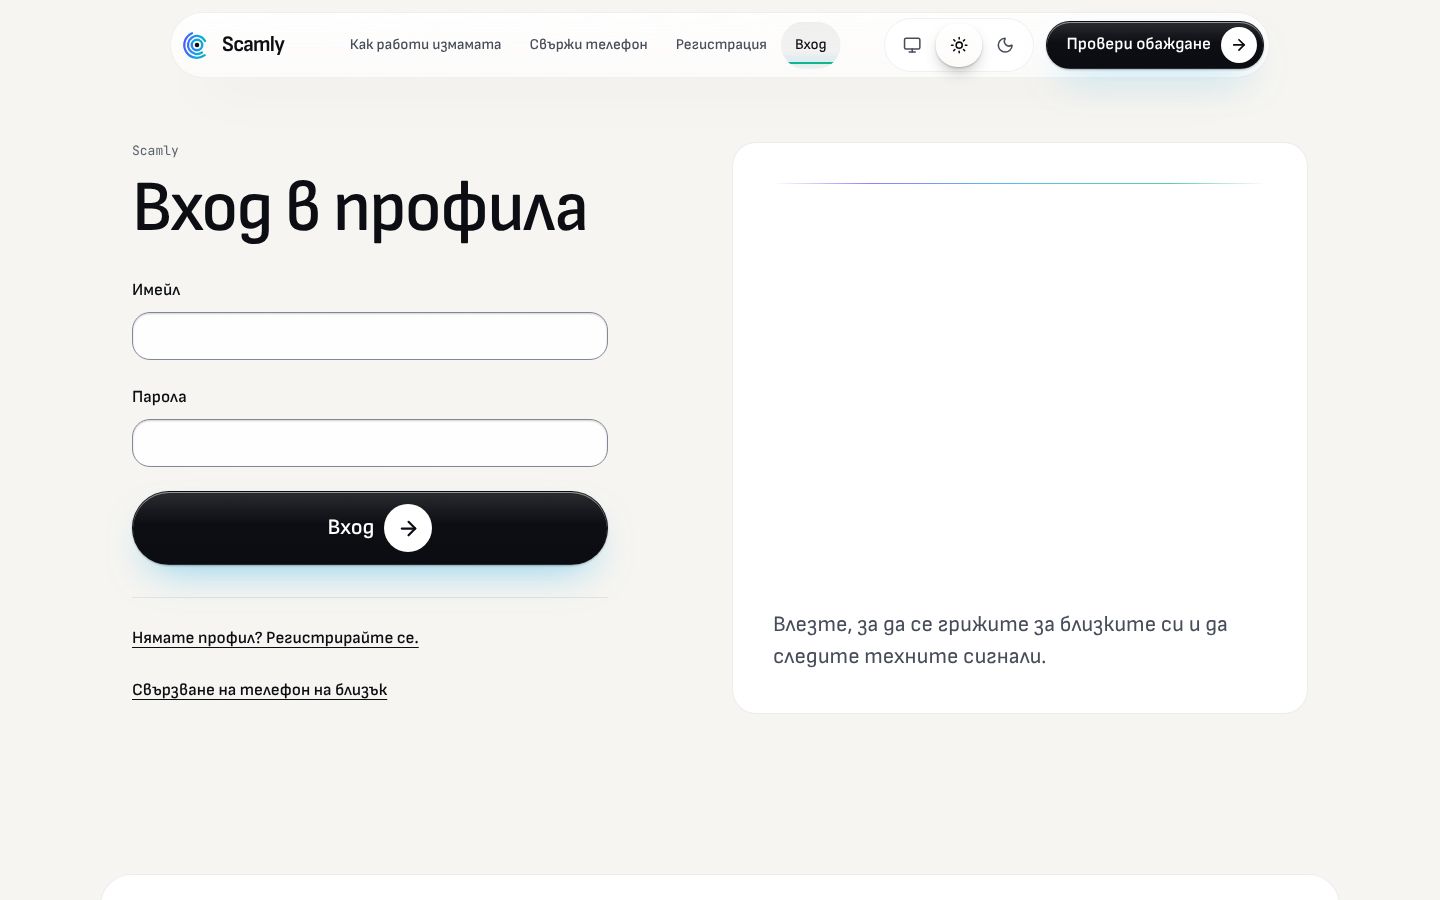 Scamly
Как работи измамата
Свържи телефон
Регистрация
Вход
Провери обаждане
Scamly
Вход в профила
Имейл
Парола
Вход
Нямате профил? Регистрирайте се.
Свързване на телефон на близък
Влезте, за да се грижите за близките си и да
следите техните сигнали.